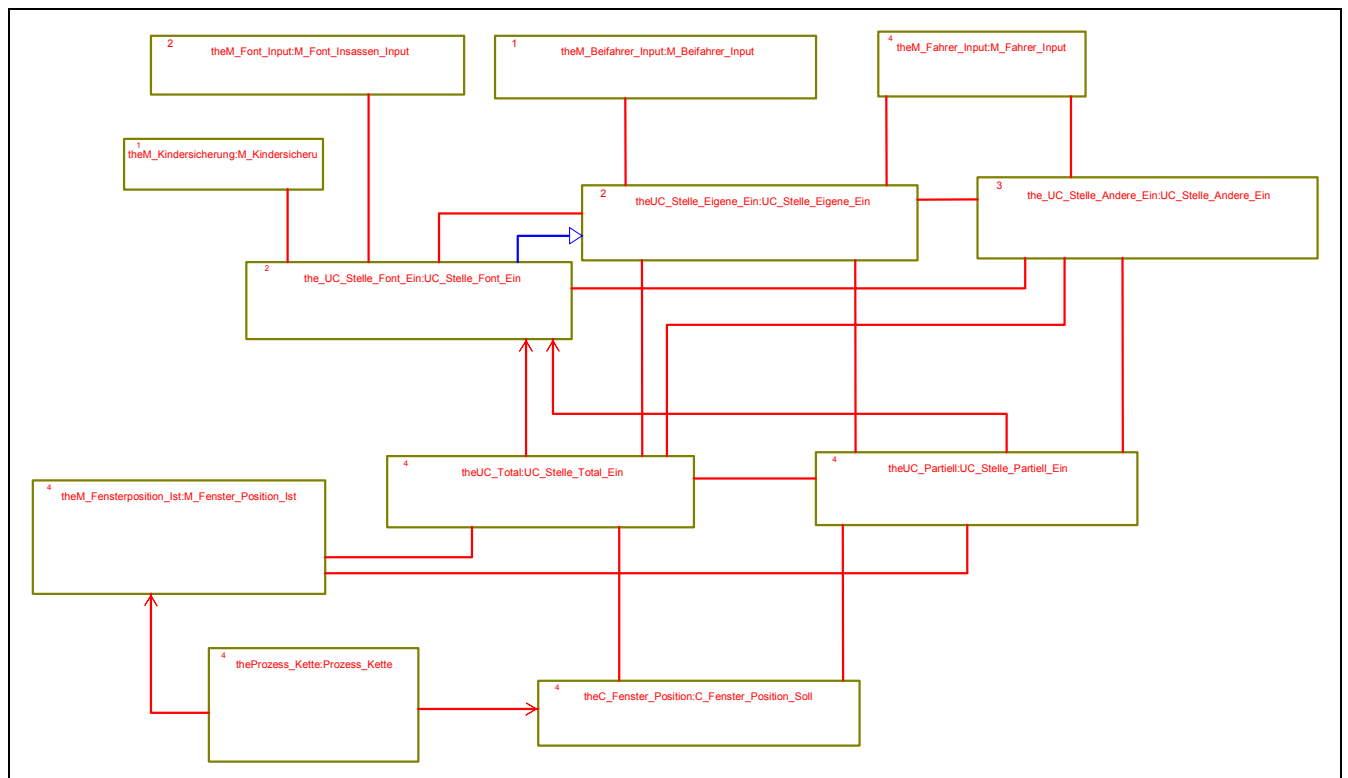 2
theM_Font_Input:M_Font_Insassen_Input
1
theM_Beifahrer_Input:M_Beifahrer_Input
4
theM_Fahrer_Input:M_Fahrer_Input
1
theM_Kindersicherung:M_Kindersicheru
2
theUC_Stelle_Eigene_Ein:UC_Stelle_Eigene_Ein
3
the_UC_Stelle_Andere_Ein:UC_Stelle_Andere_Ein
2
the_UC_Stelle_Font_Ein:UC_Stelle_Font_Ein
4
theUC_Total:UC_Stelle_Total_Ein
4
theUC_Partiell:UC_Stelle_Partiell_Ein
4
theM_Fensterposition_Ist:M_Fenster_Position_Ist
4
theProzess_Kette:Prozess_Kette
4
theC_Fenster_Position:C_Fenster_Position_Soll